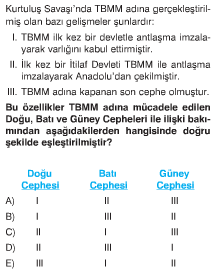 Kurtuluş Savaşı'nda TBMM adına gerçekleştiril-
miş olan bazı gelişmeler şunlardır:
I. TBMM ilk kez bir devletle antlaşma imzala-
yarak varlığını kabul ettirmiştir.
II. İlk kez bir İtilaf Devleti TBMM ile antlaşma
imzalayarak Anadolu'dan çekilmiştir.
III. TBMM adına kapanan son cephe olmuştur.
Bu özellikler TBMM adına mücadele edilen
Doğu, Batı ve Güney Cepheleri ile ilişki bakı-
mından aşağıdakilerden hangisinde doğru
şekilde eşleştirilmiştir?
Doğu Batı Güney
Cephesi Cephesi Cephesi
A) I II III
B) I III II
C) II I III
D) II III I
E) III I II